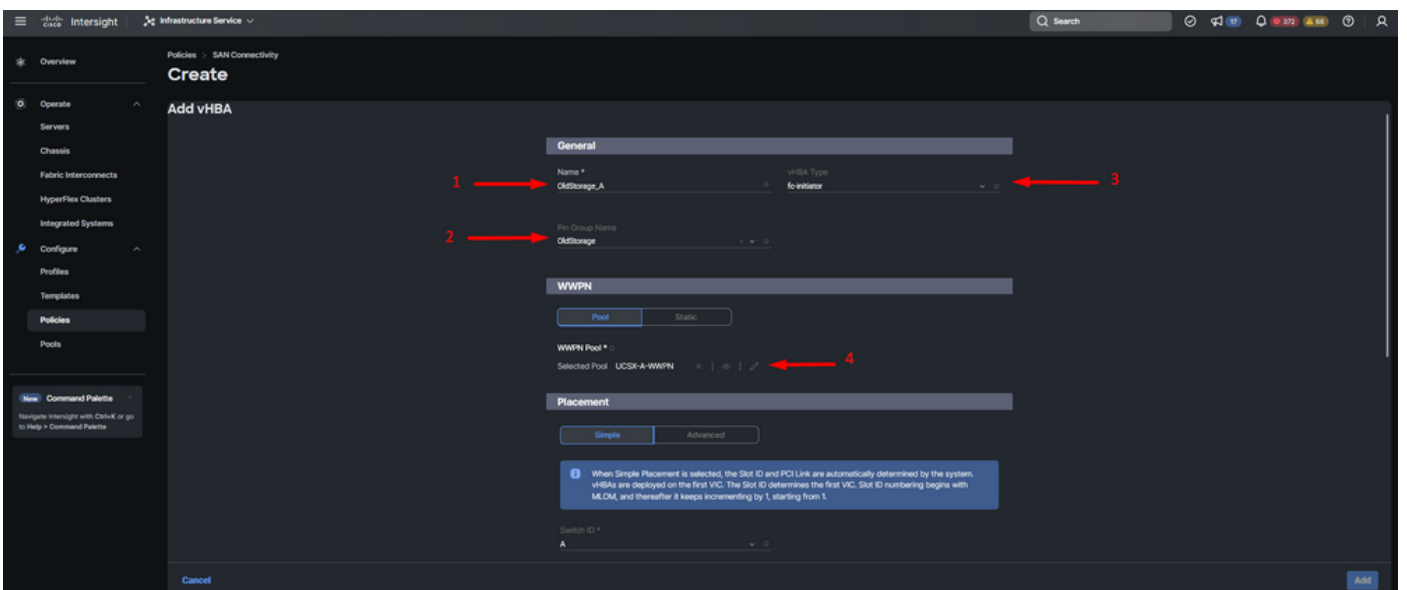 cisco Intersight Infrastructure Service Search 17 372 66
Overview
Operate
Servers
Chassis
Fabric Interconnects
HyperFlex Clusters
Integrated Systems
Configure
Profiles
Templates
Policies
Pools
New Command Palette
Navigate Intersight with Ctrl+K or go
to Help > Command Palette
Policies > SAN Connectivity
Create
Add vHBA
General
Name * vHBA Type
1 OldStorage_A fc-initiator 3
Pin Group Name
2 OldStorage
WWPN
Pool Static
WWPN Pool *
Selected Pool UCSX-A-WWPN 4
Placement
Simple Advanced
When Simple Placement is selected, the Slot ID and PCI Link are automatically determined by the system.
vHBAs are deployed on the first VIC. The Slot ID determines the first VIC. Slot ID numbering begins with
MLOM, and thereafter it keeps incrementing by 1, starting from 1.
Switch ID *
A
Cancel Add